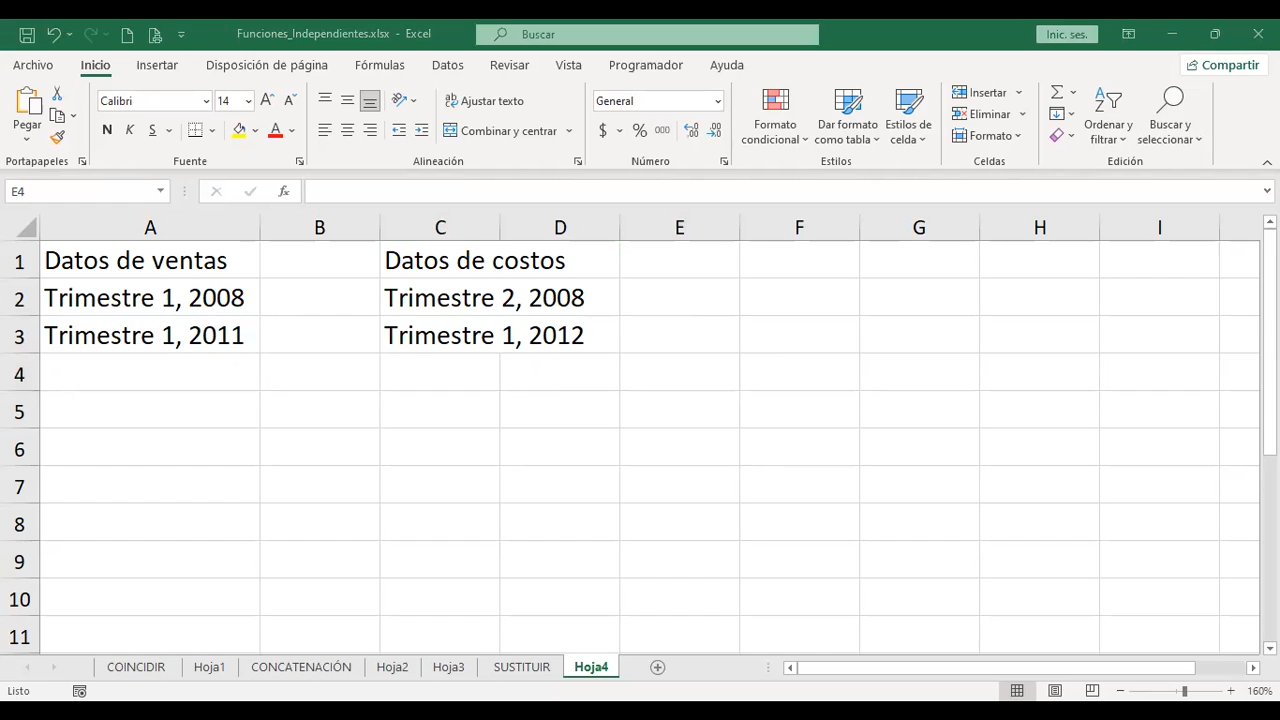 Funciones_Independientes.xlsx - Excel
Buscar
Inic. ses.
Archivo Inicio Insertar Disposición de página Fórmulas Datos Revisar Vista Programador Ayuda Compartir
Pegar
Portapapeles
Calibri 14
N K S
Fuente
Ajustar texto
Combinar y centrar
Alineación
General
$ % 000
Número
Formato condicional
Dar formato como tabla
Estilos de celda
Estilos
Insertar
Eliminar
Formato
Celdas
Ordenar y filtrar
Buscar y seleccionar
Edición
E4
fx
A B C D E F G H I
1 Datos de ventas Datos de costos
2 Trimestre 1, 2008 Trimestre 2, 2008
3 Trimestre 1, 2011 Trimestre 1, 2012
4
5
6
7
8
9
10
11
COINCIDIR Hoja1 CONCATENACIÓN Hoja2 Hoja3 SUSTITUIR Hoja4
Listo 160%